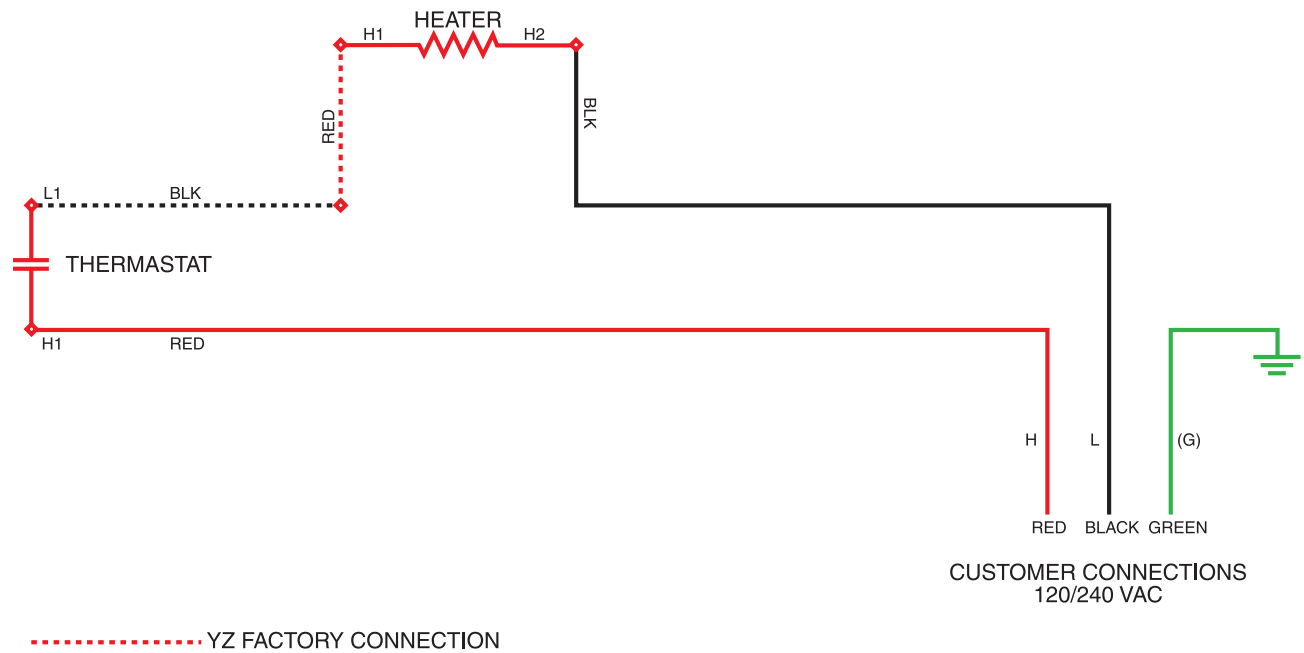 HEATER
H1
H2
RED
BLK
L1
BLK
THERMASTAT
H1
RED
H
L
(G)
RED
BLACK
GREEN
CUSTOMER CONNECTIONS
120/240 VAC
YZ FACTORY CONNECTION